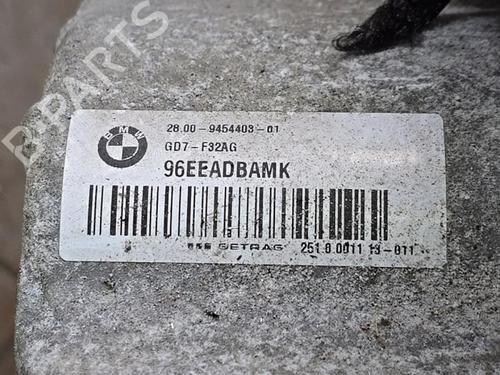 B-PARTS
BMW
28.00-9454403-01
GD7-F32AG
96EEADBAMK
GETRAG 251.0.0011.13-011